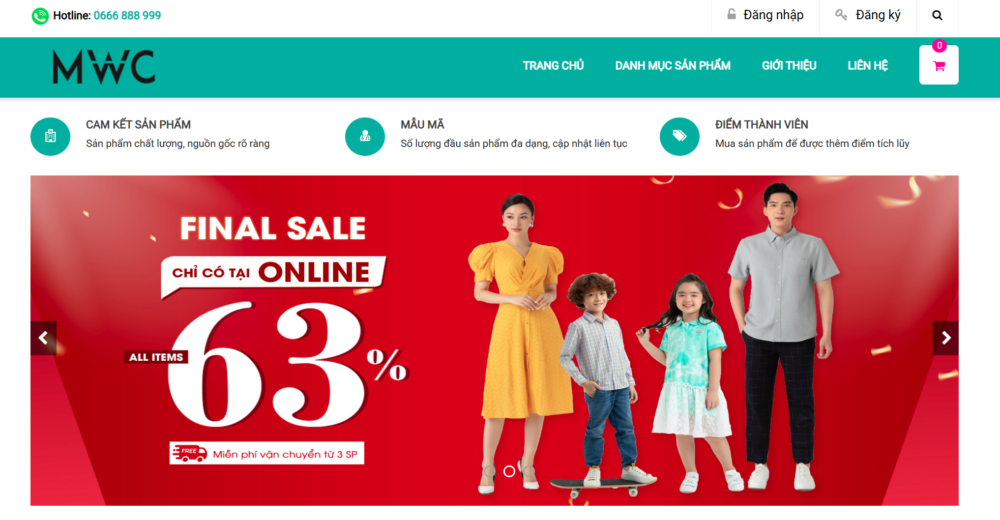 Hotline: 0666 888 999
Đăng nhập
Đăng ký
MWC
TRANG CHỦ
DANH MỤC SẢN PHẨM
GIỚI THIỆU
LIÊN HỆ
0
CAM KẾT SẢN PHẨM
Sản phẩm chất lượng, nguồn gốc rõ ràng
MẪU MÃ
Số lượng đầu sản phẩm đa dạng, cập nhật liên tục
ĐIỂM THÀNH VIÊN
Mua sản phẩm để được thêm điểm tích lũy
FINAL SALE
CHỈ CÓ TẠI ONLINE
ALL ITEMS
63%
FREE
Miễn phí vận chuyển từ 3 SP